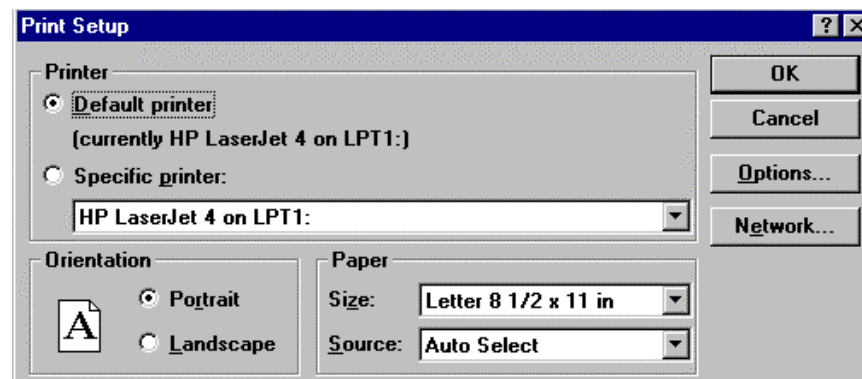 Print Setup
Printer
Default printer
(currently HP LaserJet 4 on LPT1:)
Specific printer:
HP LaserJet 4 on LPT1:
OK
Cancel
Options...
Network...
Orientation
A
Portrait
Landscape
Paper
Size: Letter 8 1/2 x 11 in
Source: Auto Select